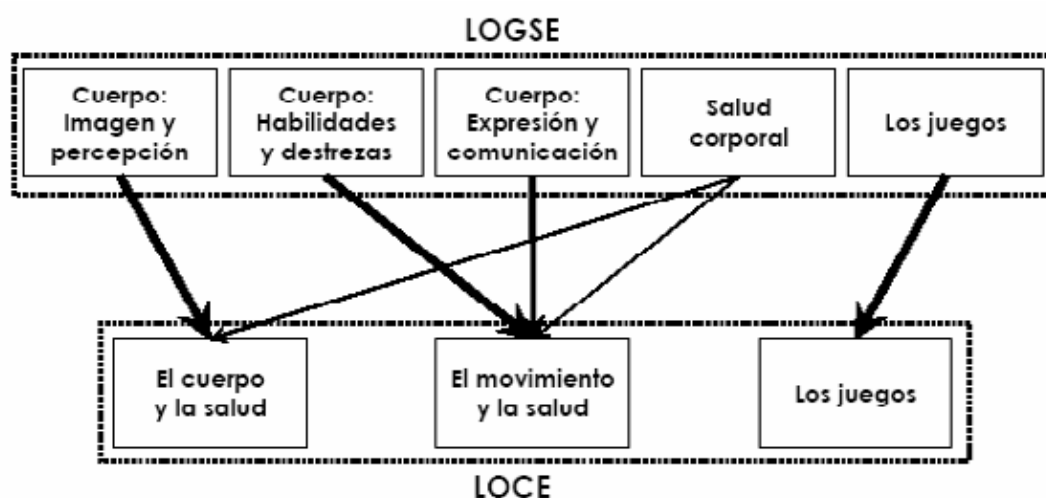 LOGSE
Cuerpo:
Imagen y
percepción
Cuerpo:
Habilidades
y destrezas
Cuerpo:
Expresión y
comunicación
Salud
corporal
Los juegos
El cuerpo
y la salud
El movimiento
y la salud
Los juegos
LOCE